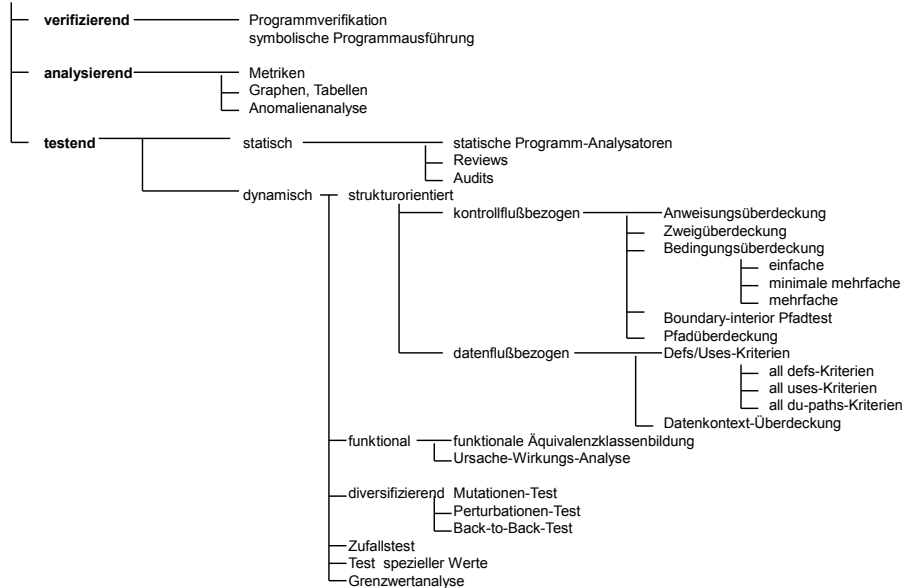 verifizierend Programmverifikation
symbolische Programmausführung
analysierend Metriken
Graphen, Tabellen
Anomalienanalyse
testend statisch statische Programm-Analysatoren
Reviews
Audits
dynamisch strukturorientiert
kontrollflußbezogen Anweisungsüberdeckung
Zweigüberdeckung
Bedingungsüberdeckung
einfache
minimale mehrfache
mehrfache
Boundary-interior Pfadtest
Pfadüberdeckung
datenflußbezogen Defs/Uses-Kriterien
all defs-Kriterien
all uses-Kriterien
all du-paths-Kriterien
Datenkontext-Überdeckung
funktional funktionale Äquivalenzklassenbildung
Ursache-Wirkungs-Analyse
diversifizierend Mutationen-Test
Perturbationen-Test
Back-to-Back-Test
Zufallstest
Test spezieller Werte
Grenzwertanalyse